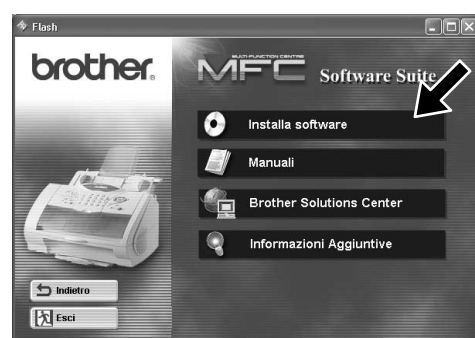 Flash
brother
MULTI-FUNCTION CENTRE
MFC Software Suite
Installa software
Manuali
Brother Solutions Center
Informazioni Aggiuntive
Indietro
Esci